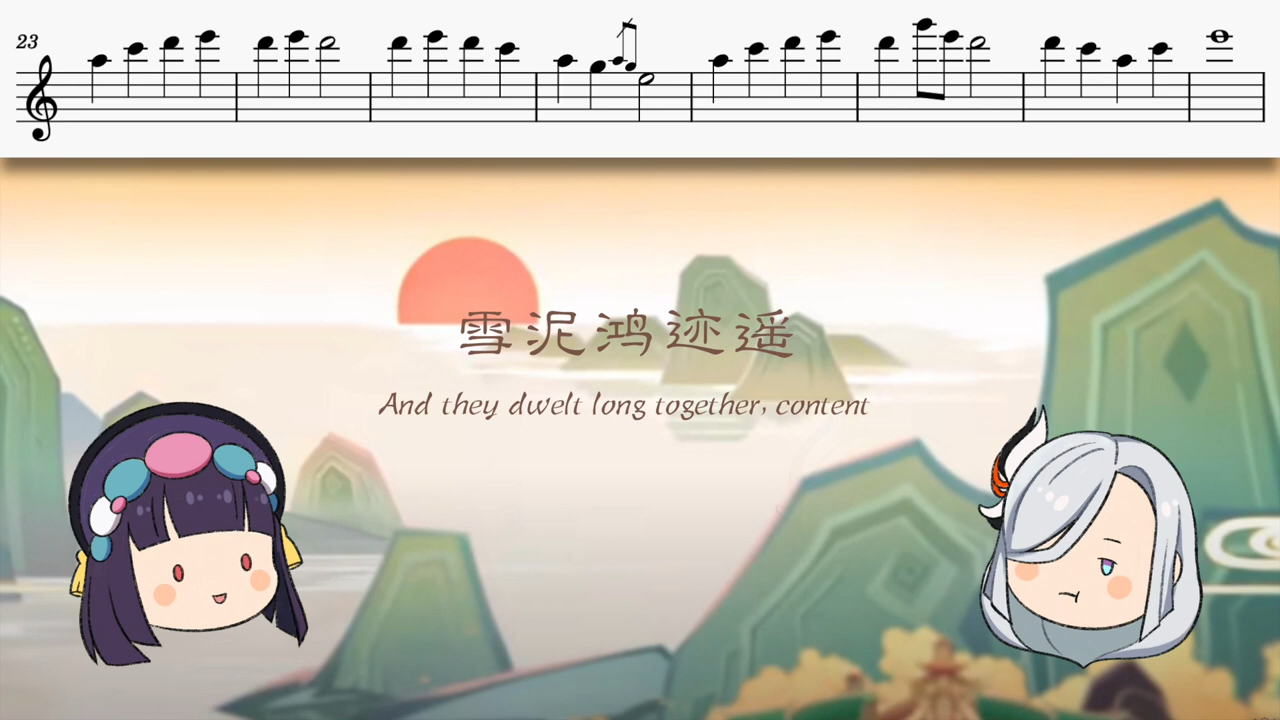 23
雪泥鸿迹遥
And they dwelt long together, content